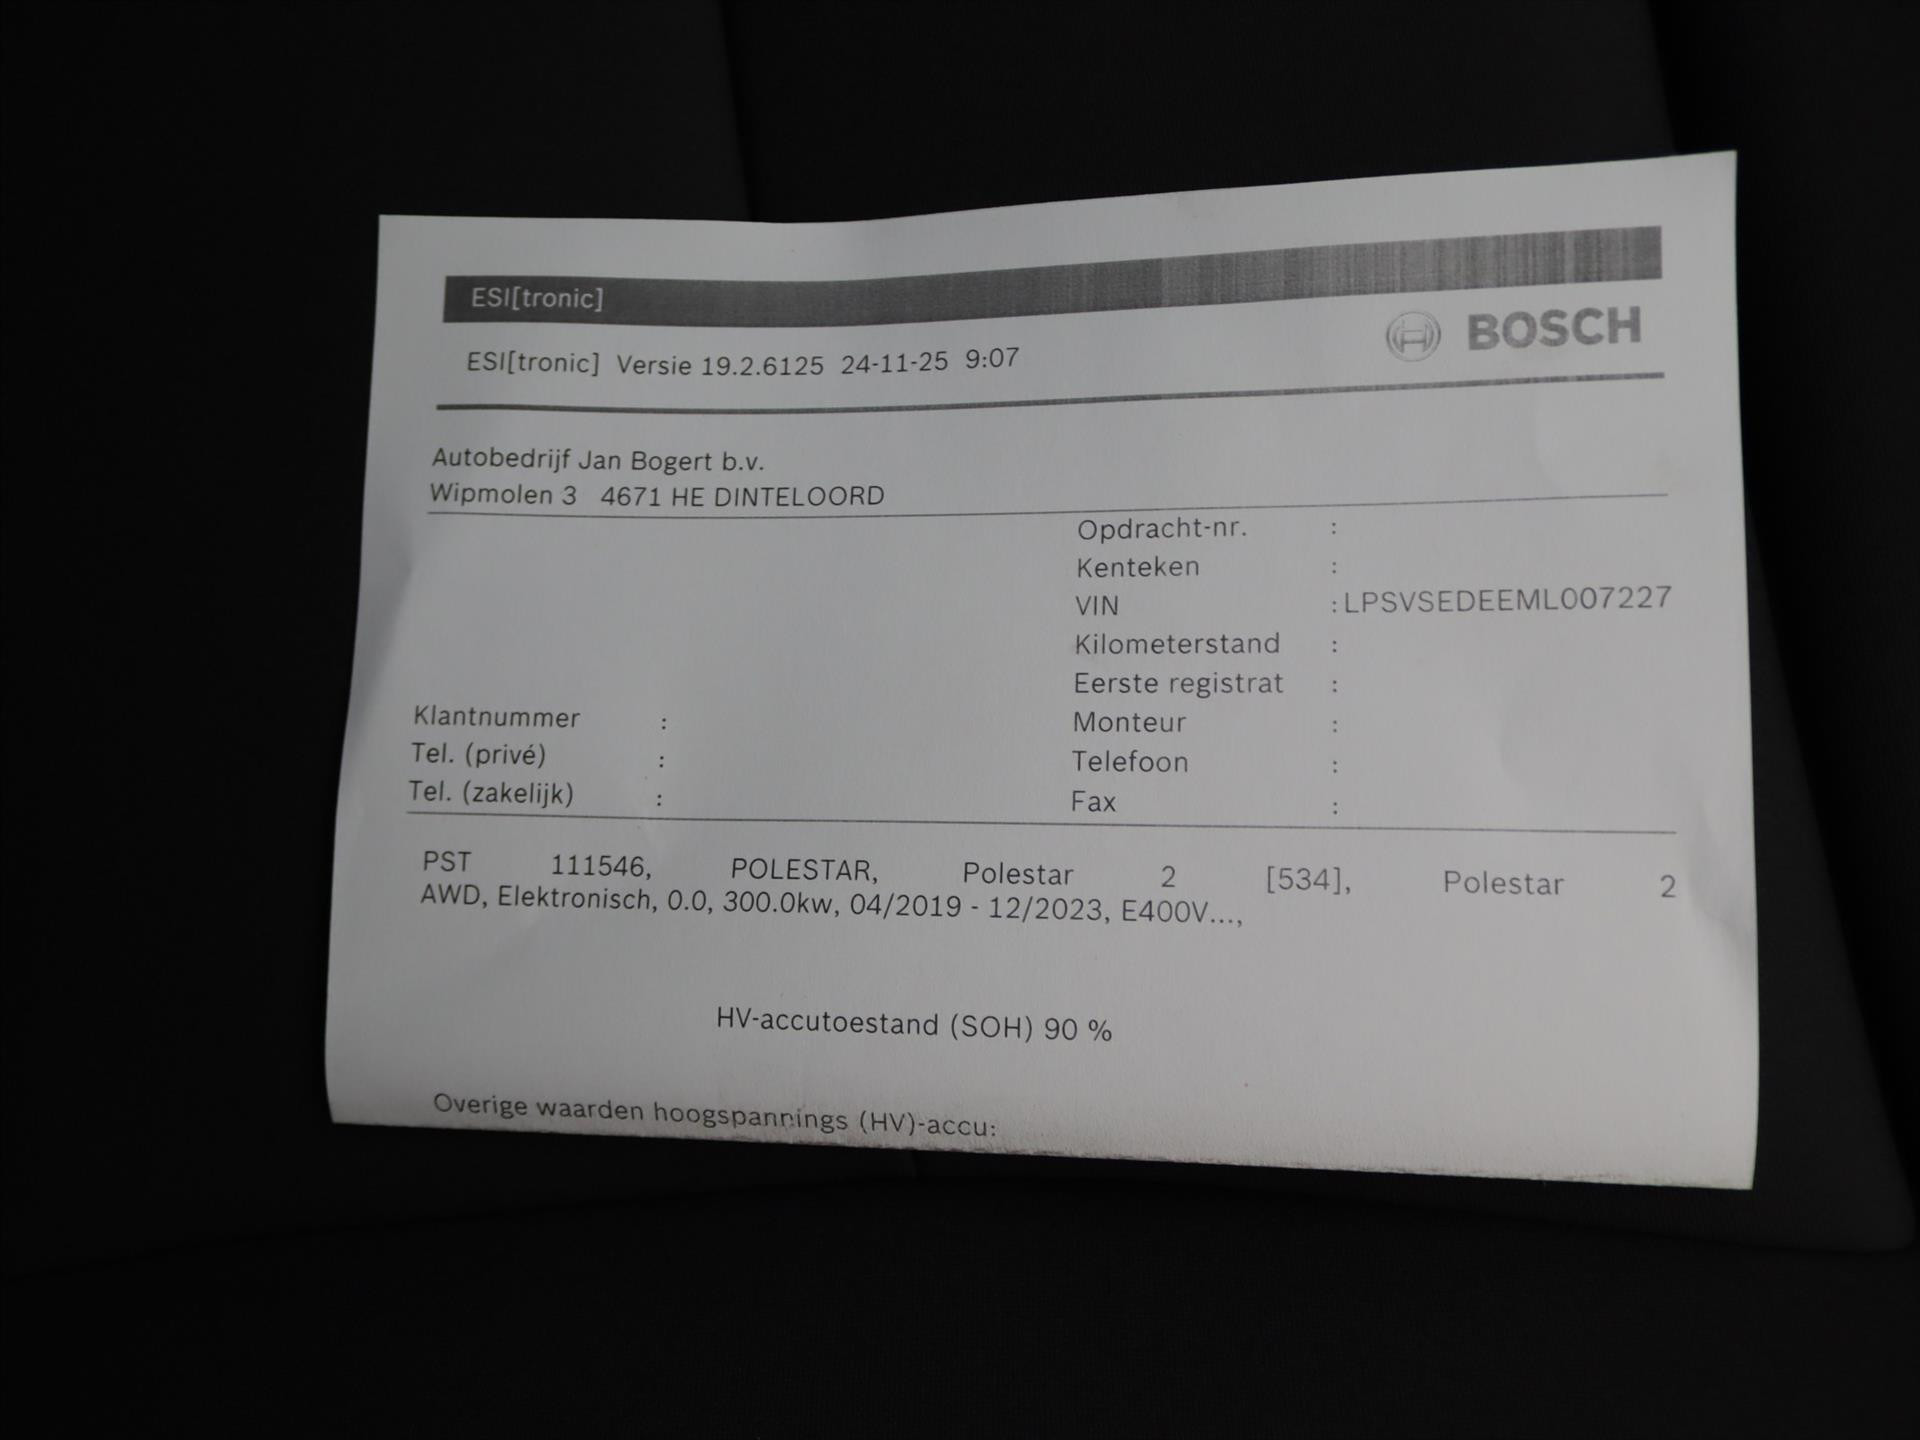 ESI[tronic]
BOSCH
ESI[tronic] Versie 19.2.6125 24-11-25 9:07
Autobedrijf Jan Bogert b.v.
Wipmolen 3 4671 HE DINTELOORD
Opdracht-nr. :
Kenteken :
VIN :LPSVSEDEEML007227
Kilometerstand :
Eerste registrat :
Klantnummer : Monteur :
Tel. (privé) : Telefoon :
Tel. (zakelijk) : Fax :
PST 111546, POLESTAR, Polestar 2 [534], Polestar 2
AWD, Elektronisch, 0.0, 300.0kw, 04/2019 - 12/2023, E400V...,
HV-accutoestand (SOH) 90 %
Overige waarden hoogspannings (HV)-accu: